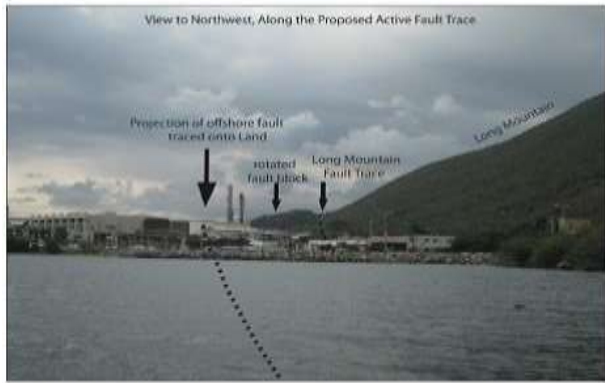 View to Northwest, Along the Proposed Active Fault Trace
Projection of offshore fault
traced onto Land
rotated
fault block
Long Mountain
Fault Trace
Long Mountain